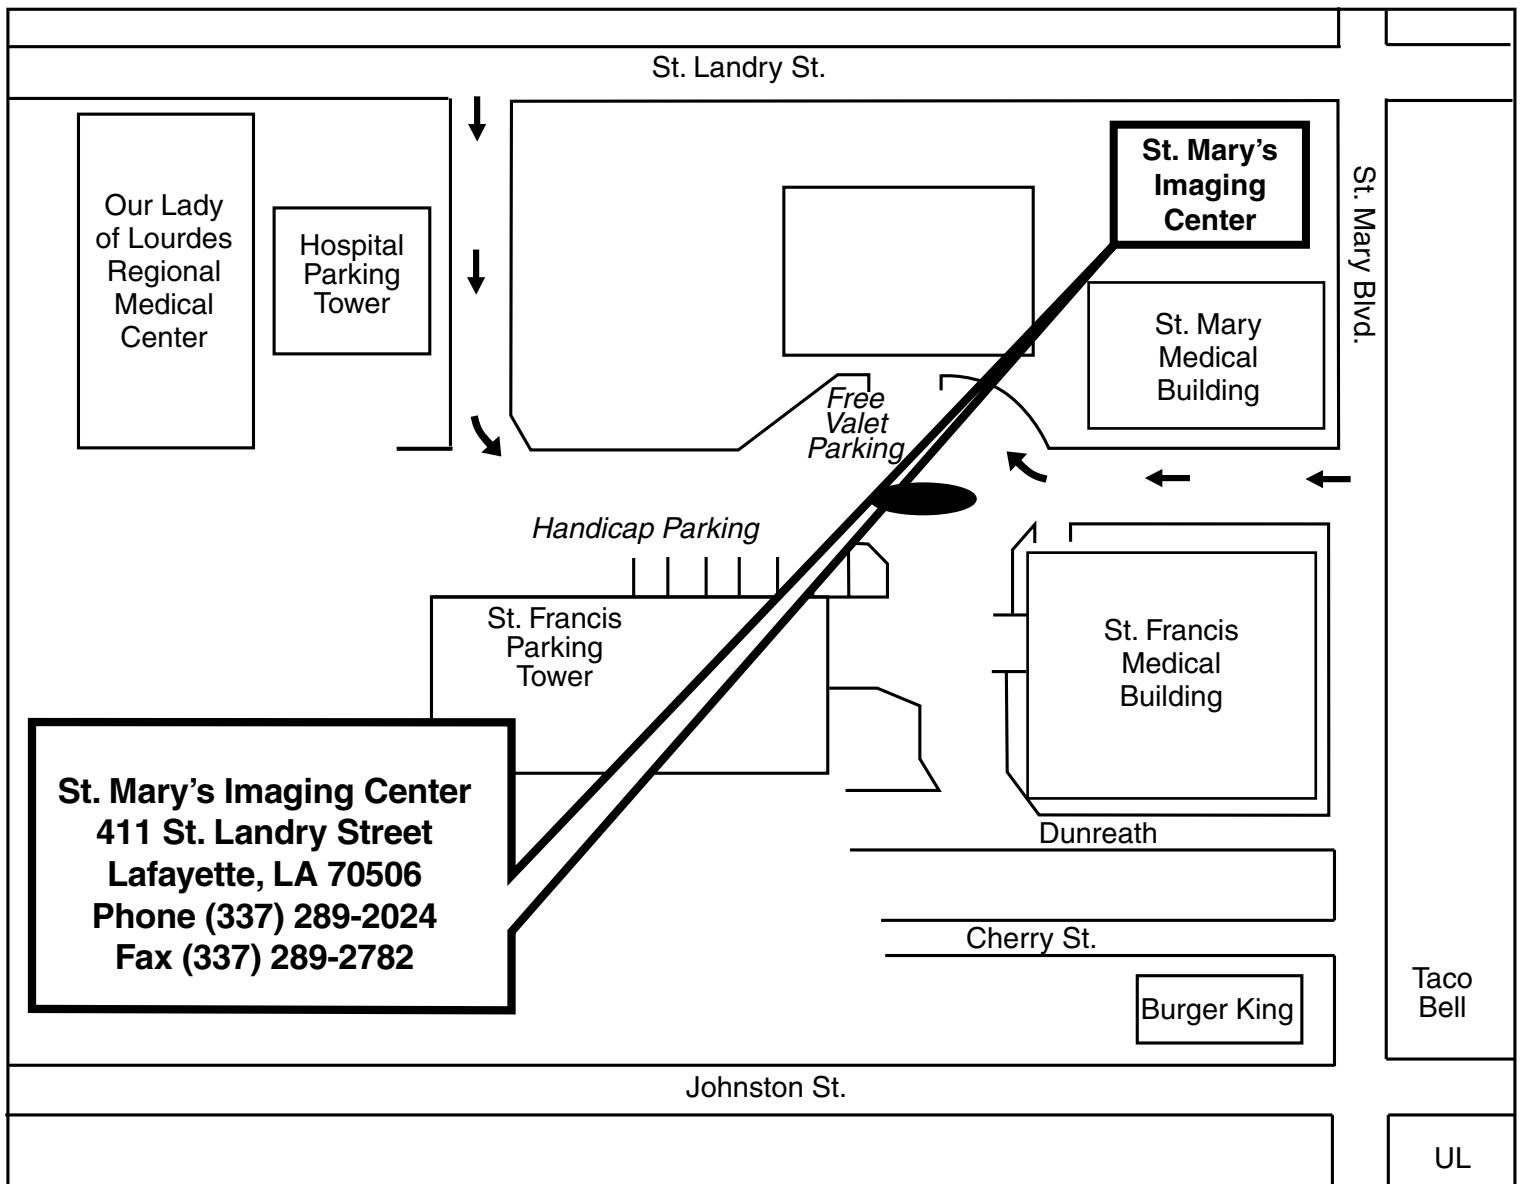 St. Landry St.
St. Mary’s
Imaging
Center
St. Mary Blvd.
Our Lady
of Lourdes
Regional
Medical
Center
Hospital
Parking
Tower
St. Mary
Medical
Building
Free
Valet
Parking
Handicap Parking
St. Francis
Parking
Tower
St. Francis
Medical
Building
St. Mary’s Imaging Center
411 St. Landry Street
Lafayette, LA 70506
Phone (337) 289-2024
Fax (337) 289-2782
Dunreath
Cherry St.
Burger King
Taco
Bell
Johnston St.
UL